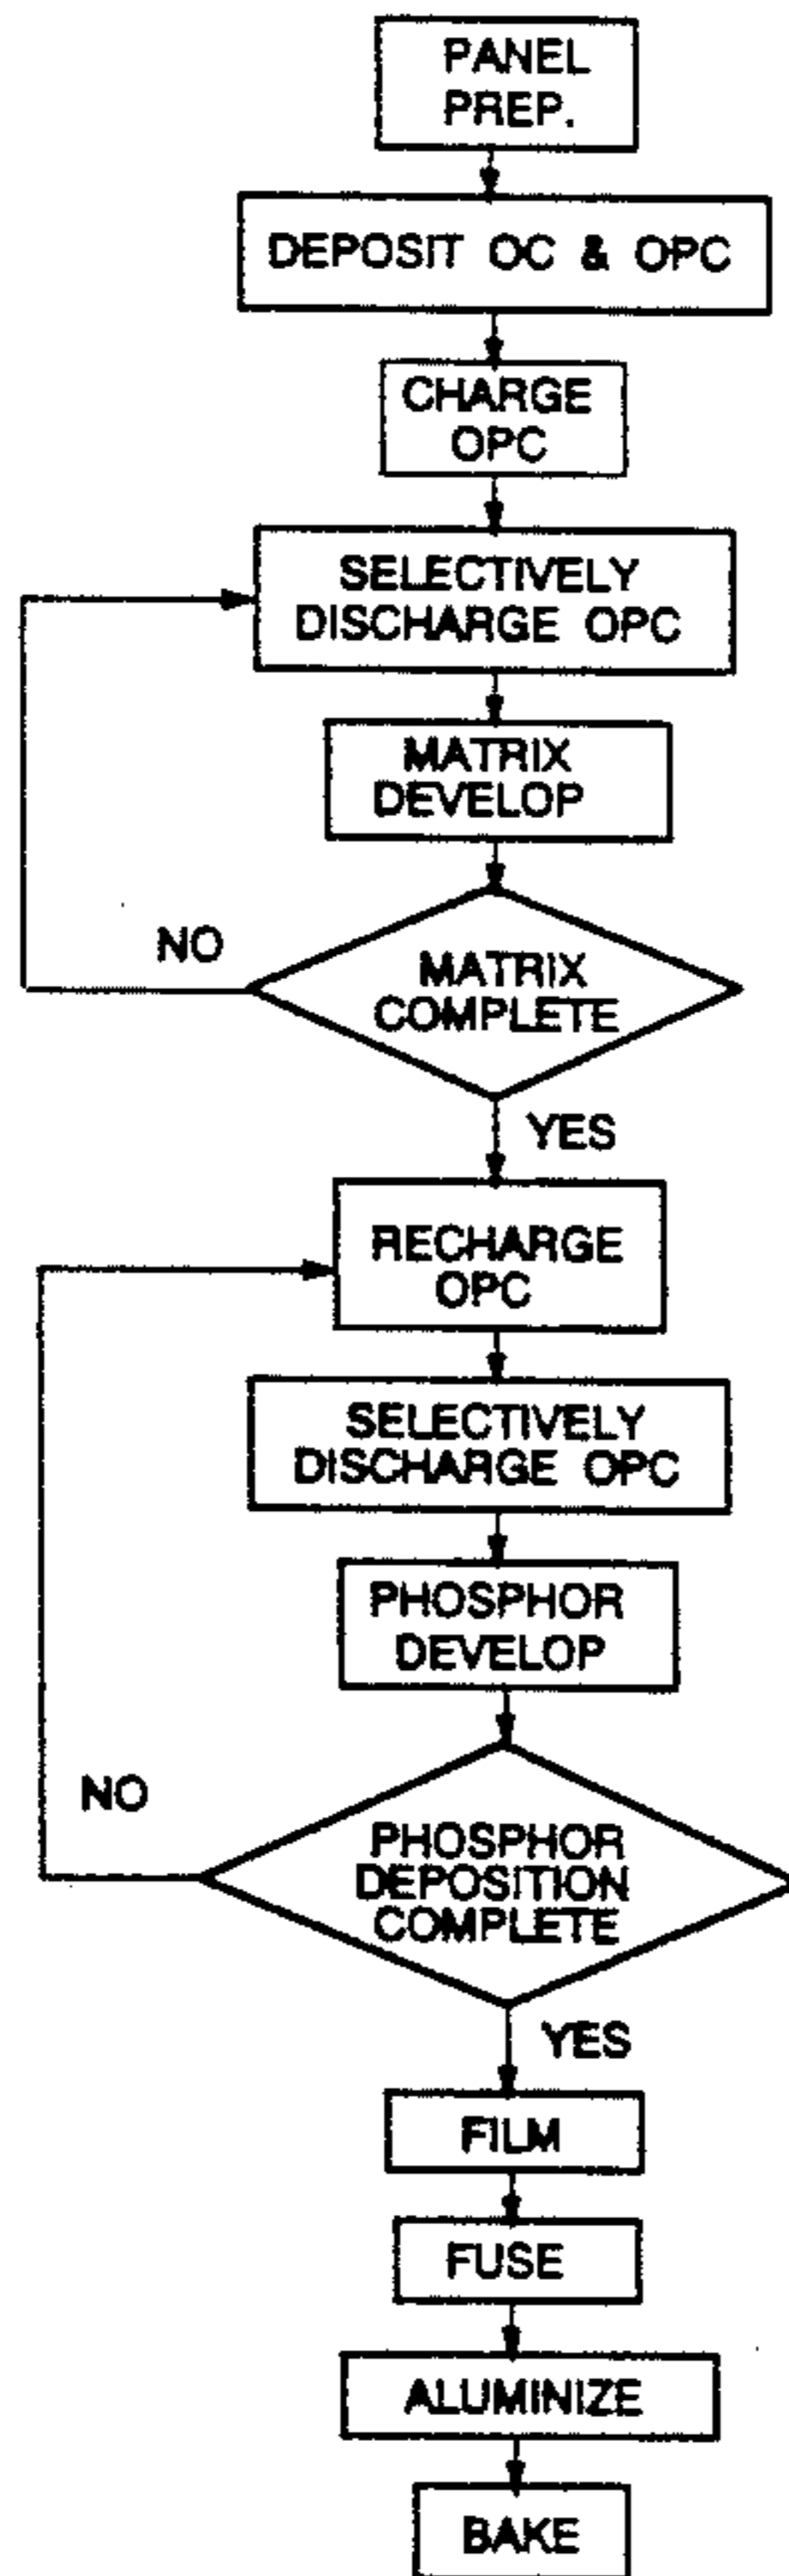 PANEL
PREP.
DEPOSIT OC & OPC
CHARGE
OPC
SELECTIVELY
DISCHARGE OPC
MATRIX
DEVELOP
NO
MATRIX
COMPLETE
YES
RECHARGE
OPC
SELECTIVELY
DISCHARGE OPC
PHOSPHOR
DEVELOP
NO
PHOSPHOR
DEPOSITION
COMPLETE
YES
FILM
FUSE
ALUMINIZE
BAKE